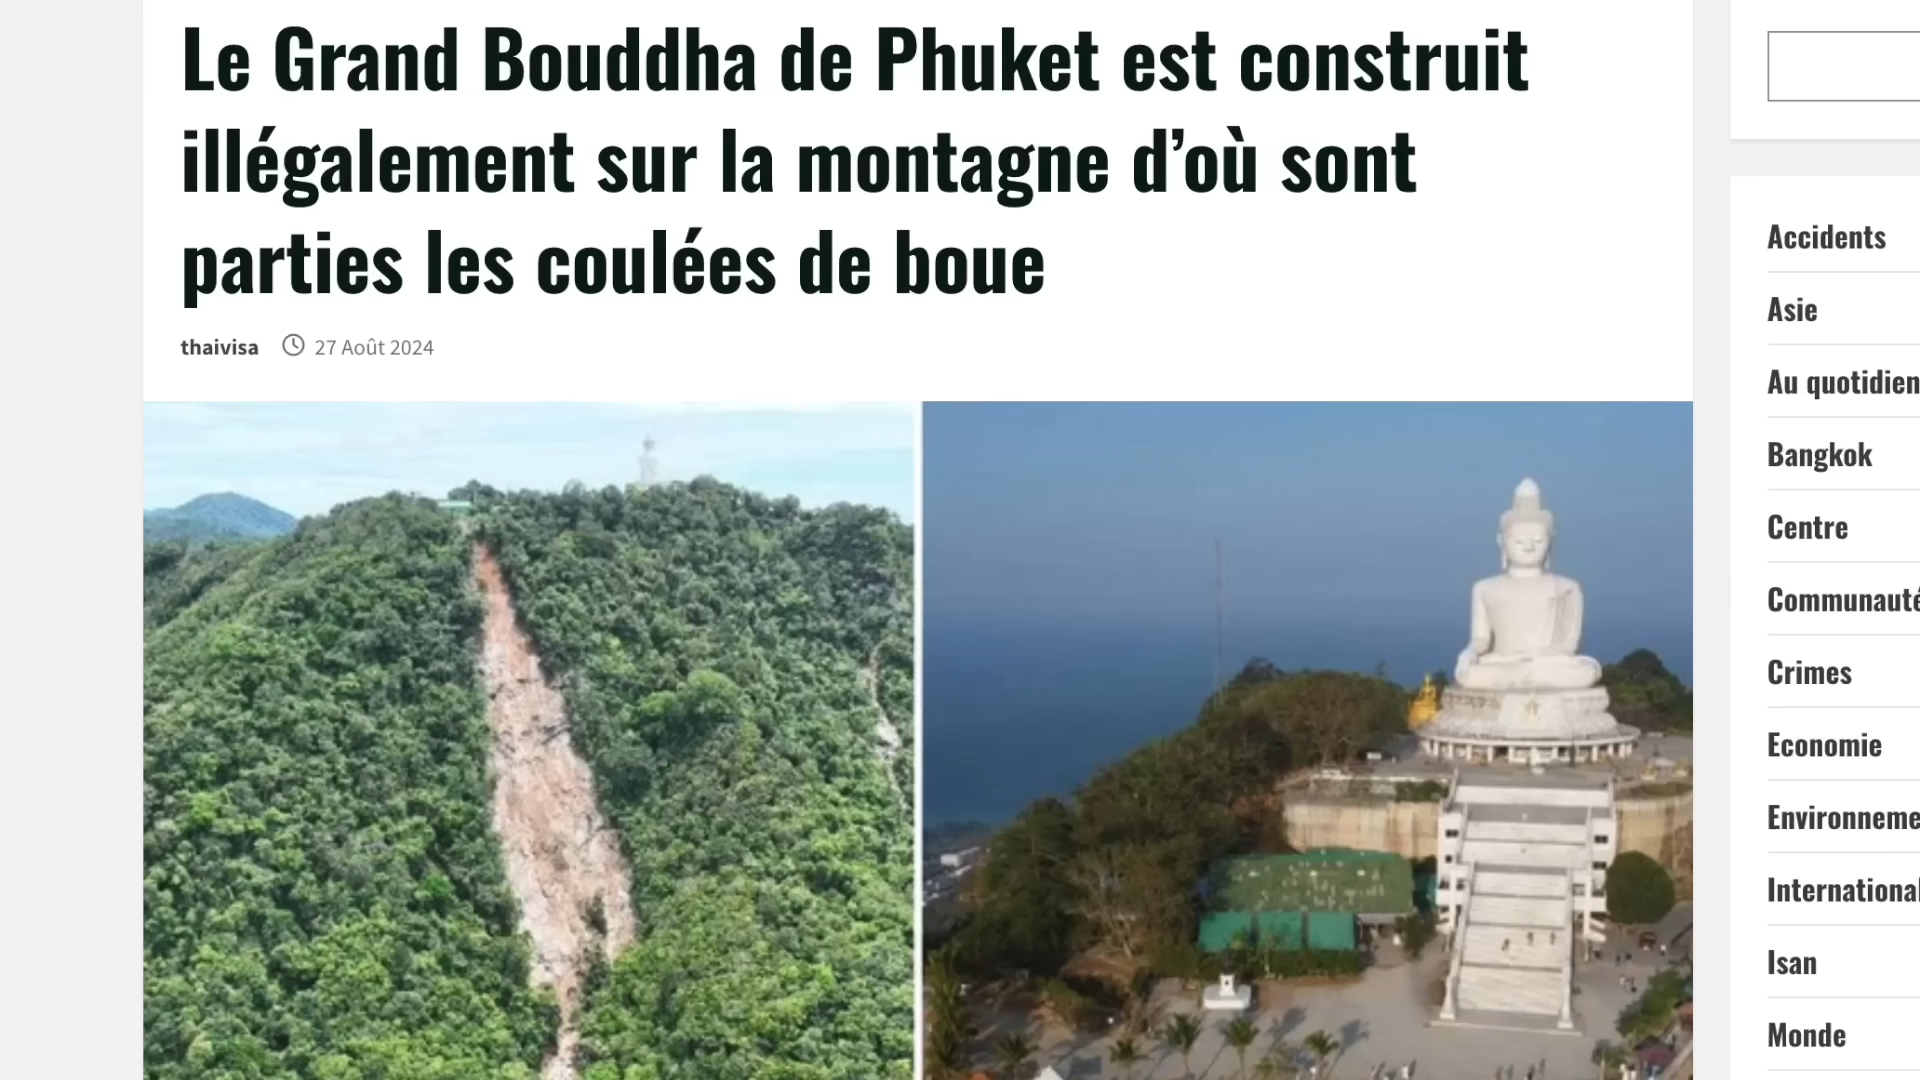 Le Grand Bouddha de Phuket est construit
illégalement sur la montagne d’où sont
parties les coulées de boue
thaivisa 27 Août 2024
Accidents
Asie
Au quotidien
Bangkok
Centre
Communauté
Crimes
Economie
Environneme
International
Isan
Monde